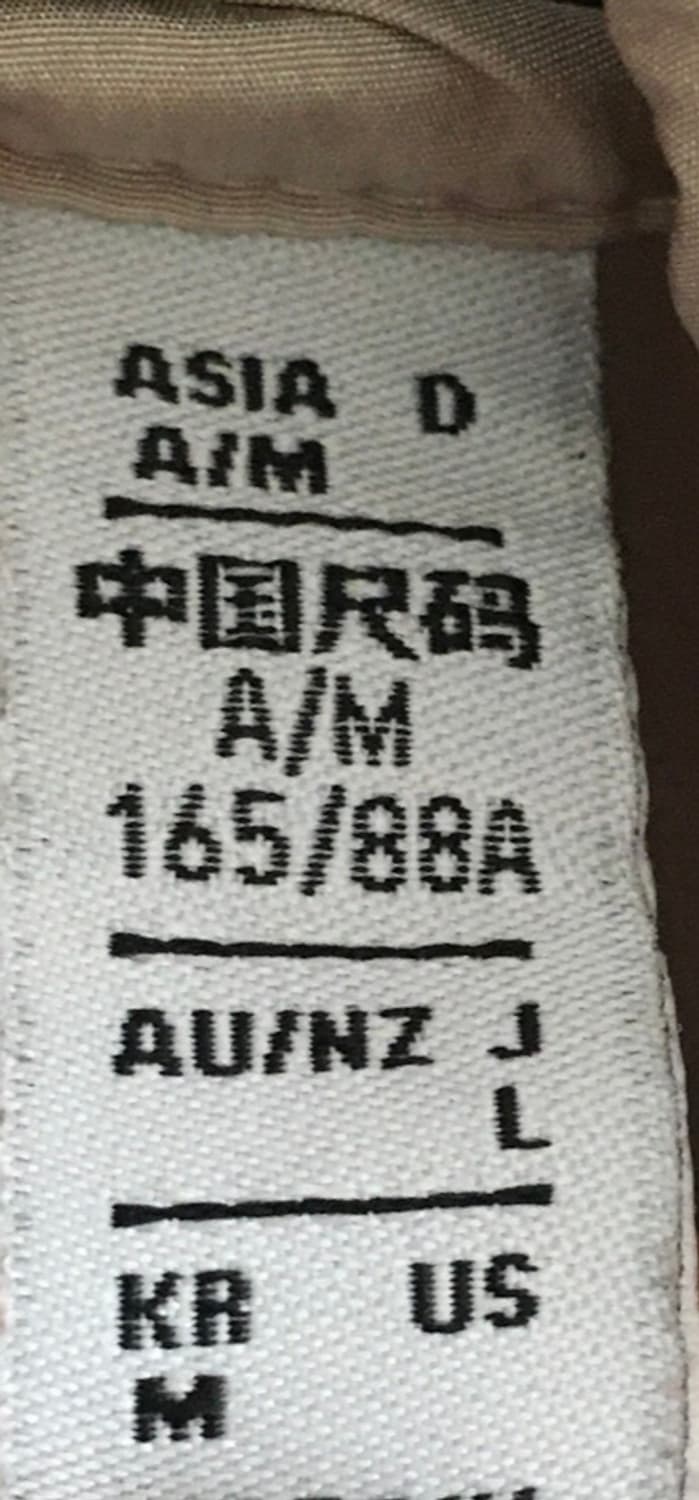 ASIA D
A/M
中国尺码
A/M
165/88A
AU/NZ J
L
KR US
M